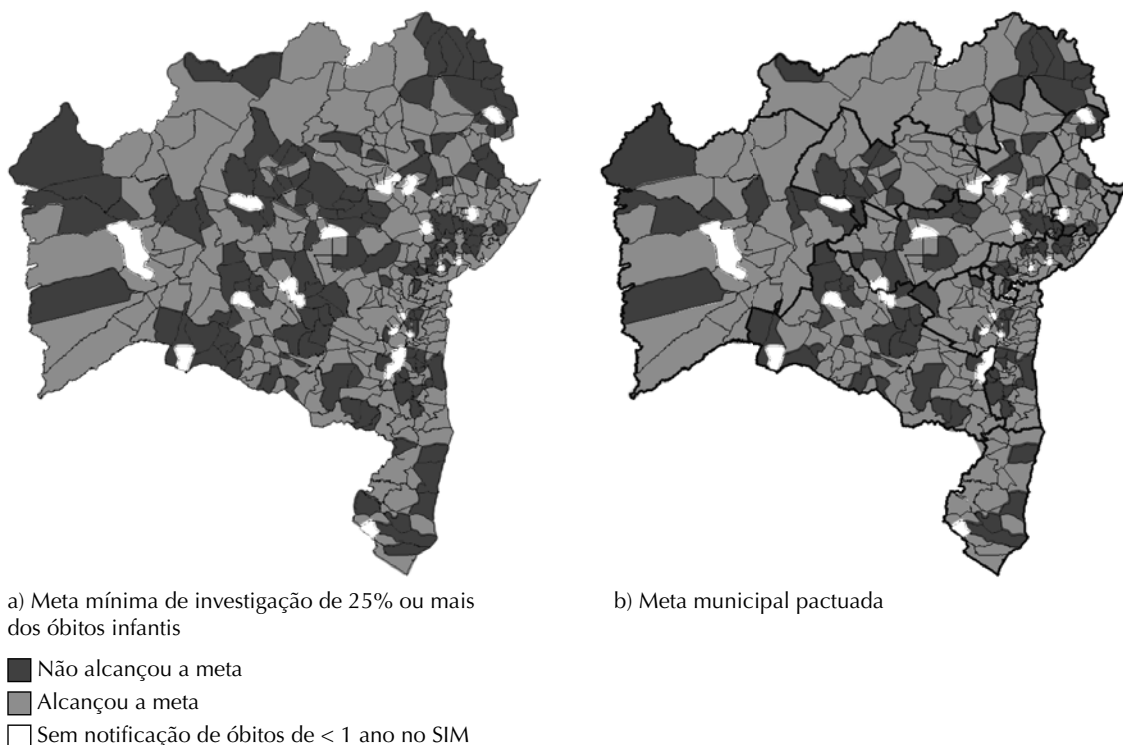 a) Meta mínima de investigação de 25% ou mais
dos óbitos infantis
b) Meta municipal pactuada
Não alcançou a meta
Alcançou a meta
Sem notificação de óbitos de < 1 ano no SIM